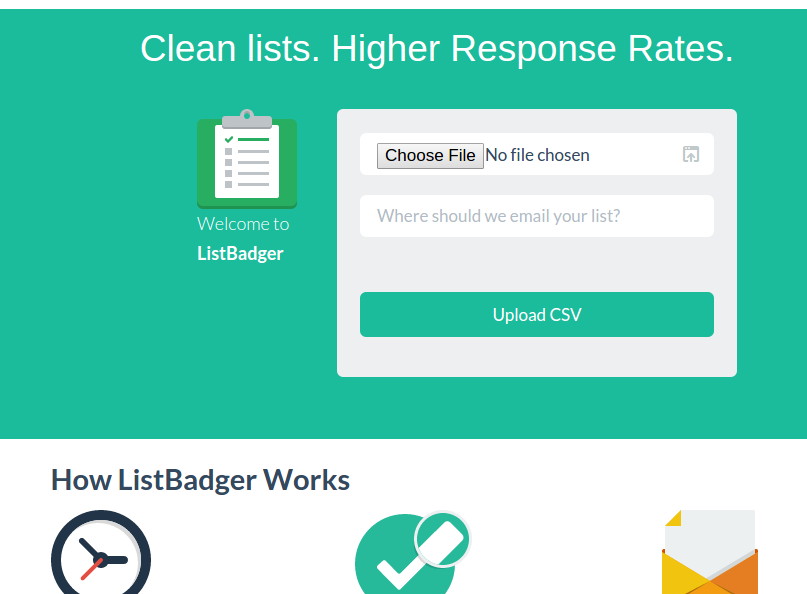 Clean lists. Higher Response Rates.
Choose File No file chosen
Where should we email your list?
Welcome to
ListBadger
Upload CSV
How ListBadger Works